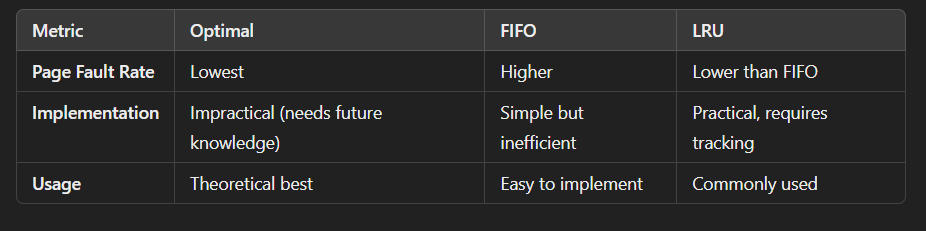 Metric Optimal FIFO LRU
Page Fault Rate Lowest Higher Lower than FIFO
Implementation Impractical (needs future Simple but Practical, requires
knowledge) inefficient tracking
Usage Theoretical best Easy to implement Commonly used